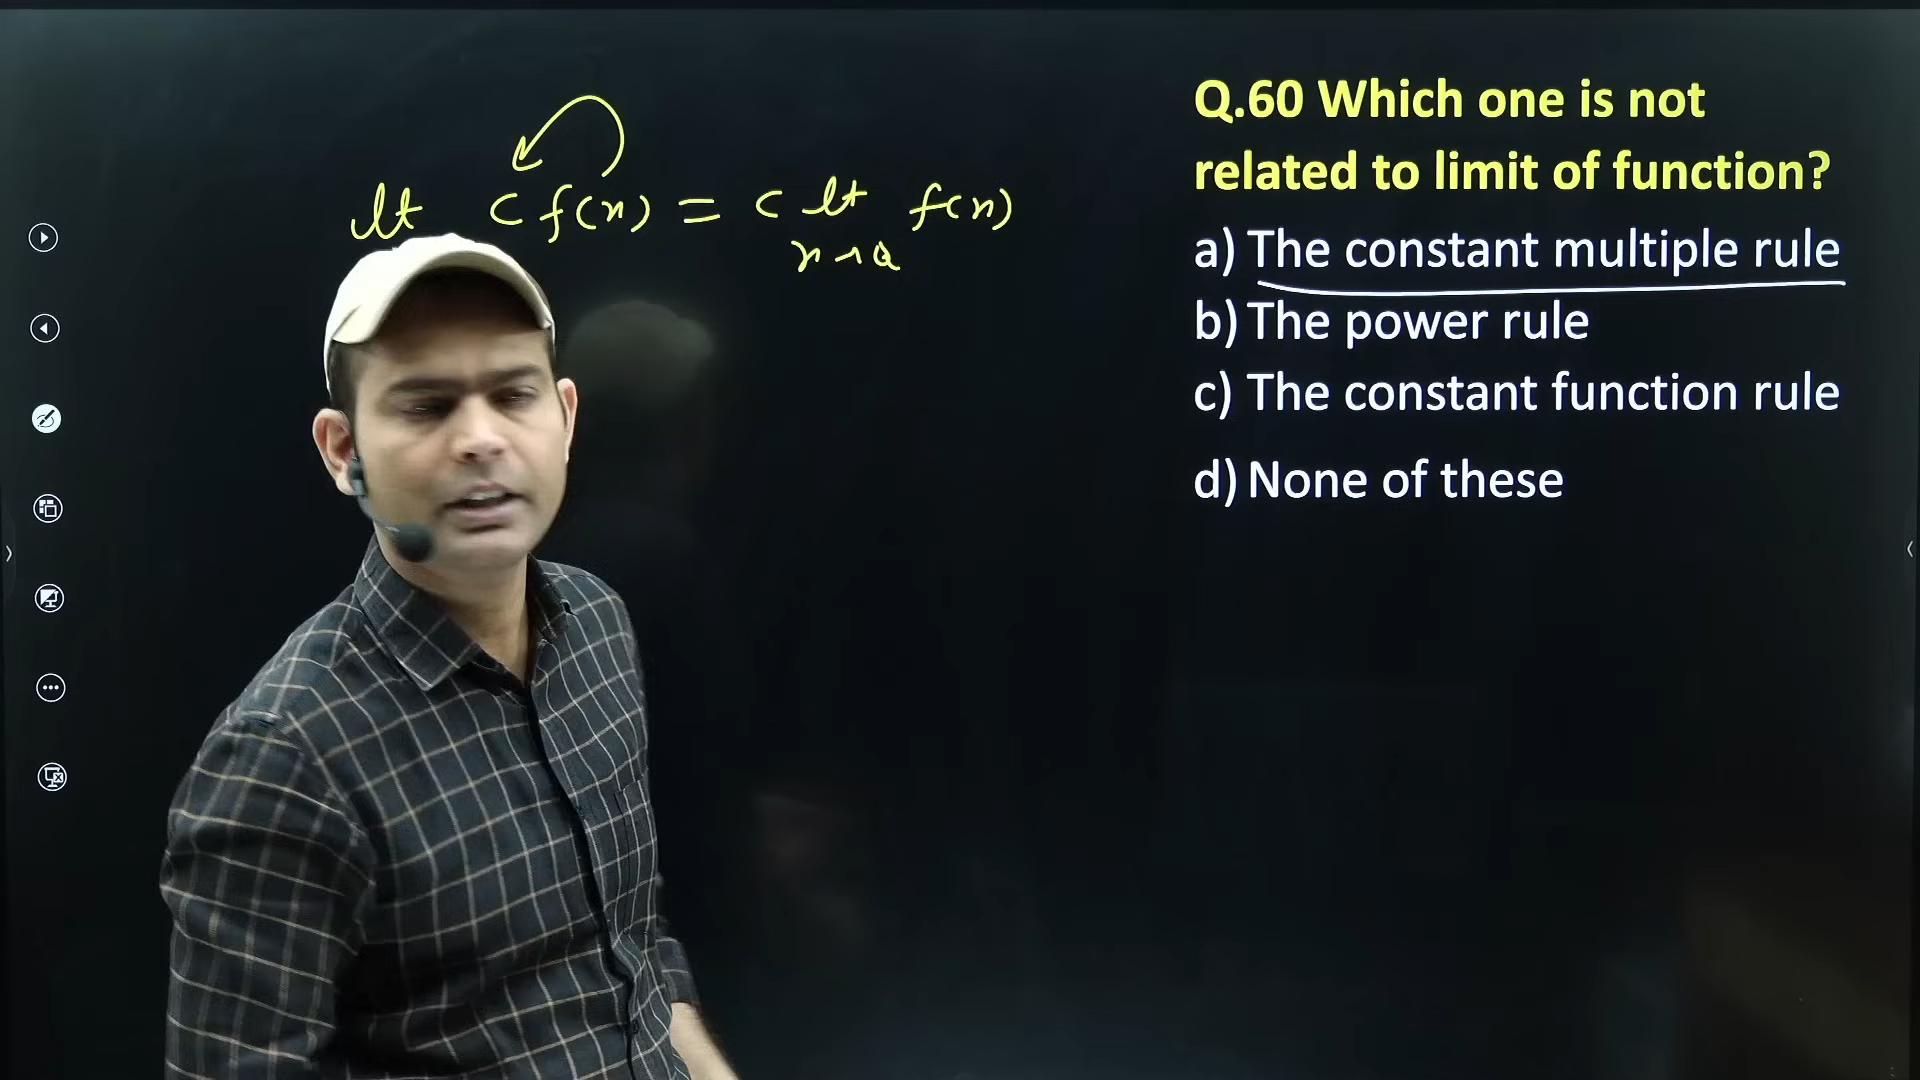 lt c f(x) = c lt f(x)
x→a
Q.60 Which one is not
related to limit of function?
a) The constant multiple rule
b) The power rule
c) The constant function rule
d) None of these